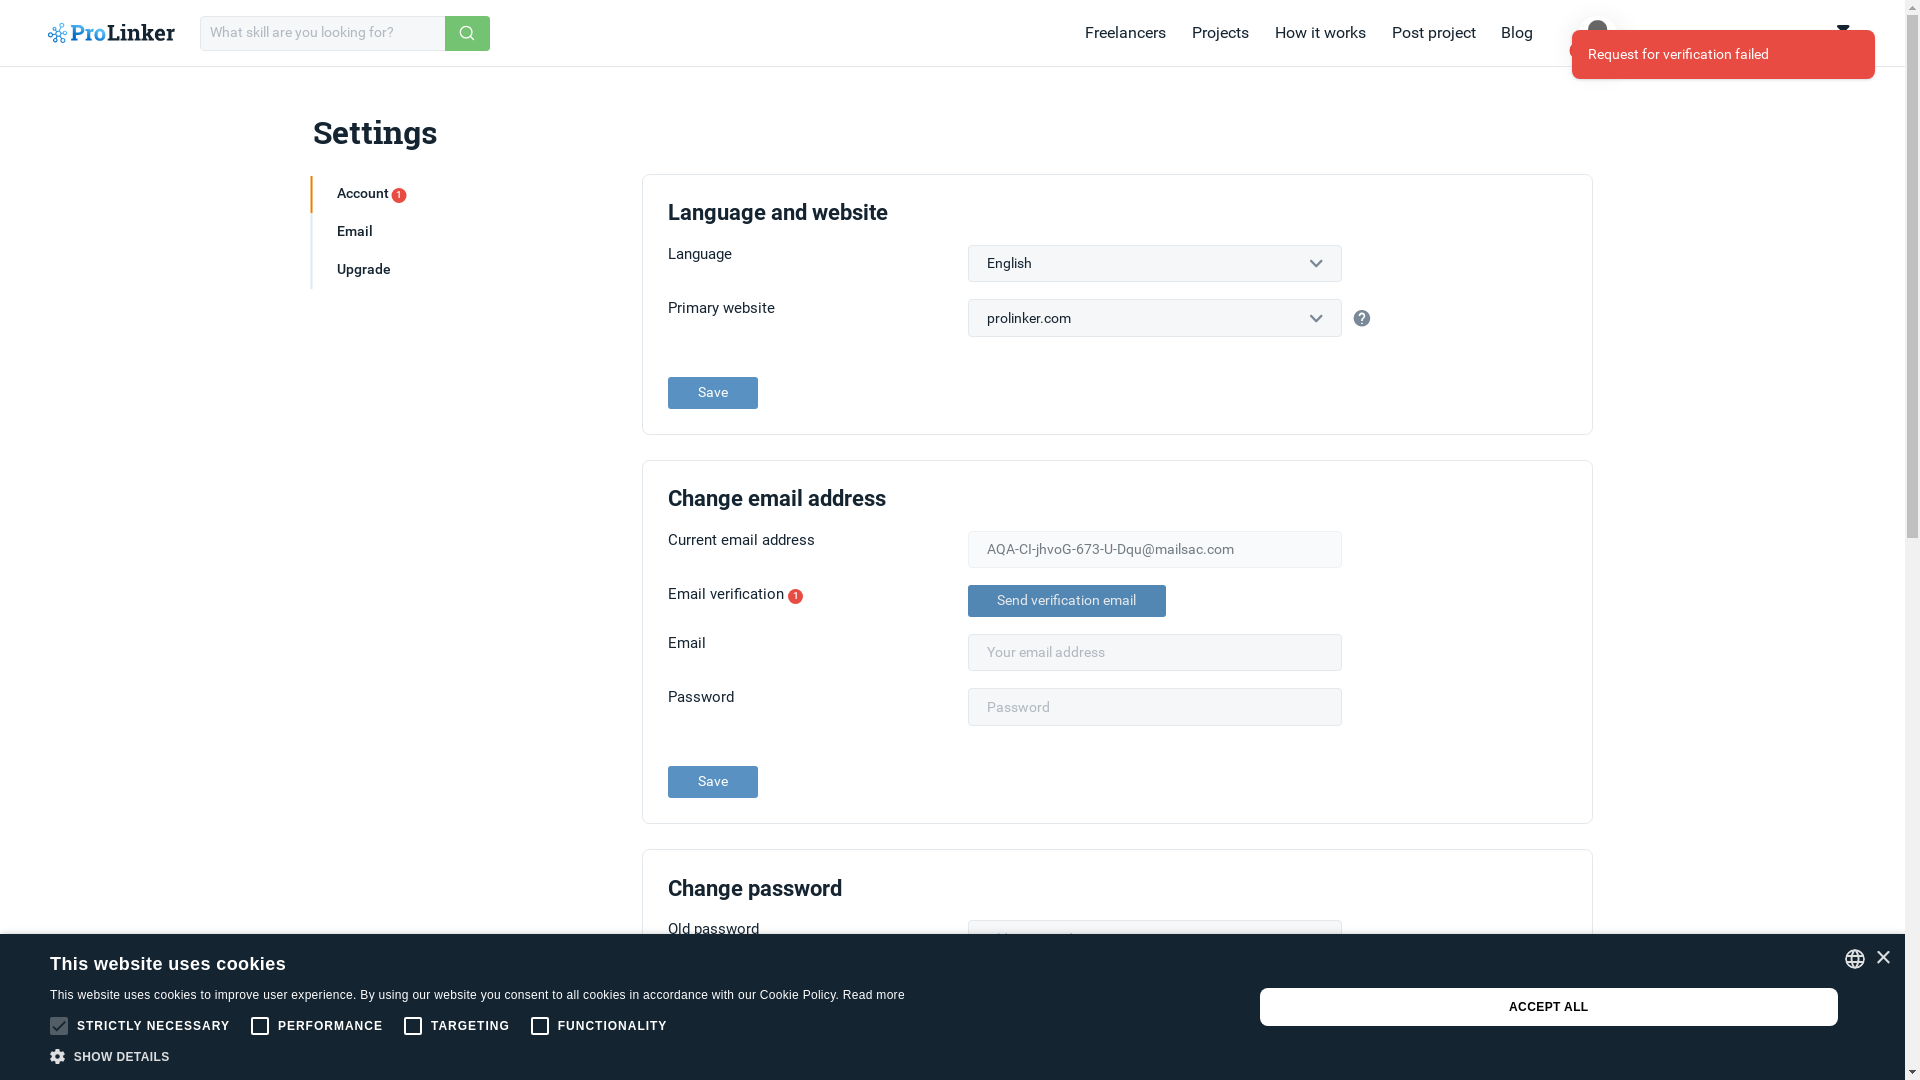 ProLinker
What skill are you looking for?
Freelancers
Projects
How it works
Post project
Blog
Request for verification failed
Settings
Account 1
Email
Upgrade
Language and website
Language
English
Primary website
prolinker.com
?
Save
Change email address
Current email address
AQA-CI-jhvoG-673-U-Dqu@mailsac.com
Email verification 1
Send verification email
Email
Your email address
Password
Password
Save
Change password
Old password
This website uses cookies
This website uses cookies to improve user experience. By using our website you consent to all cookies in accordance with our Cookie Policy. Read more
STRICTLY NECESSARY
PERFORMANCE
TARGETING
FUNCTIONALITY
SHOW DETAILS
ACCEPT ALL